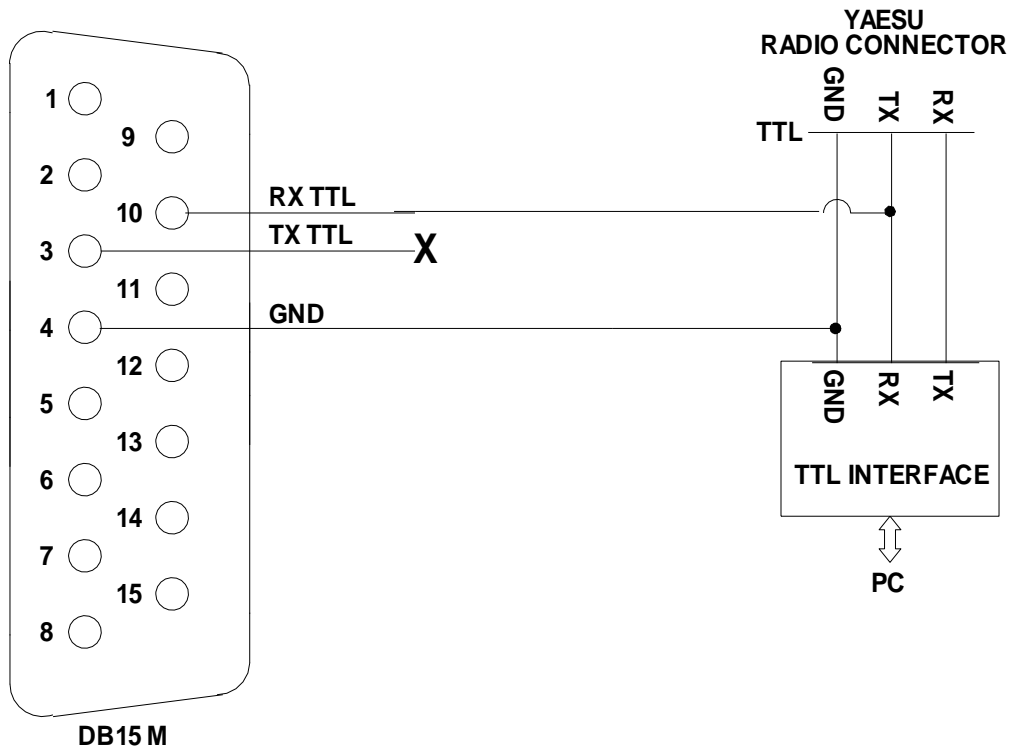 YAESU
RADIO CONNECTOR
GND TX RX
TTL
1
9
2
10
RX TTL
3
TX TTL
X
11
4
GND
12
5
GND RX TX
13
6
TTL INTERFACE
14
7
PC
15
8
DB15 M